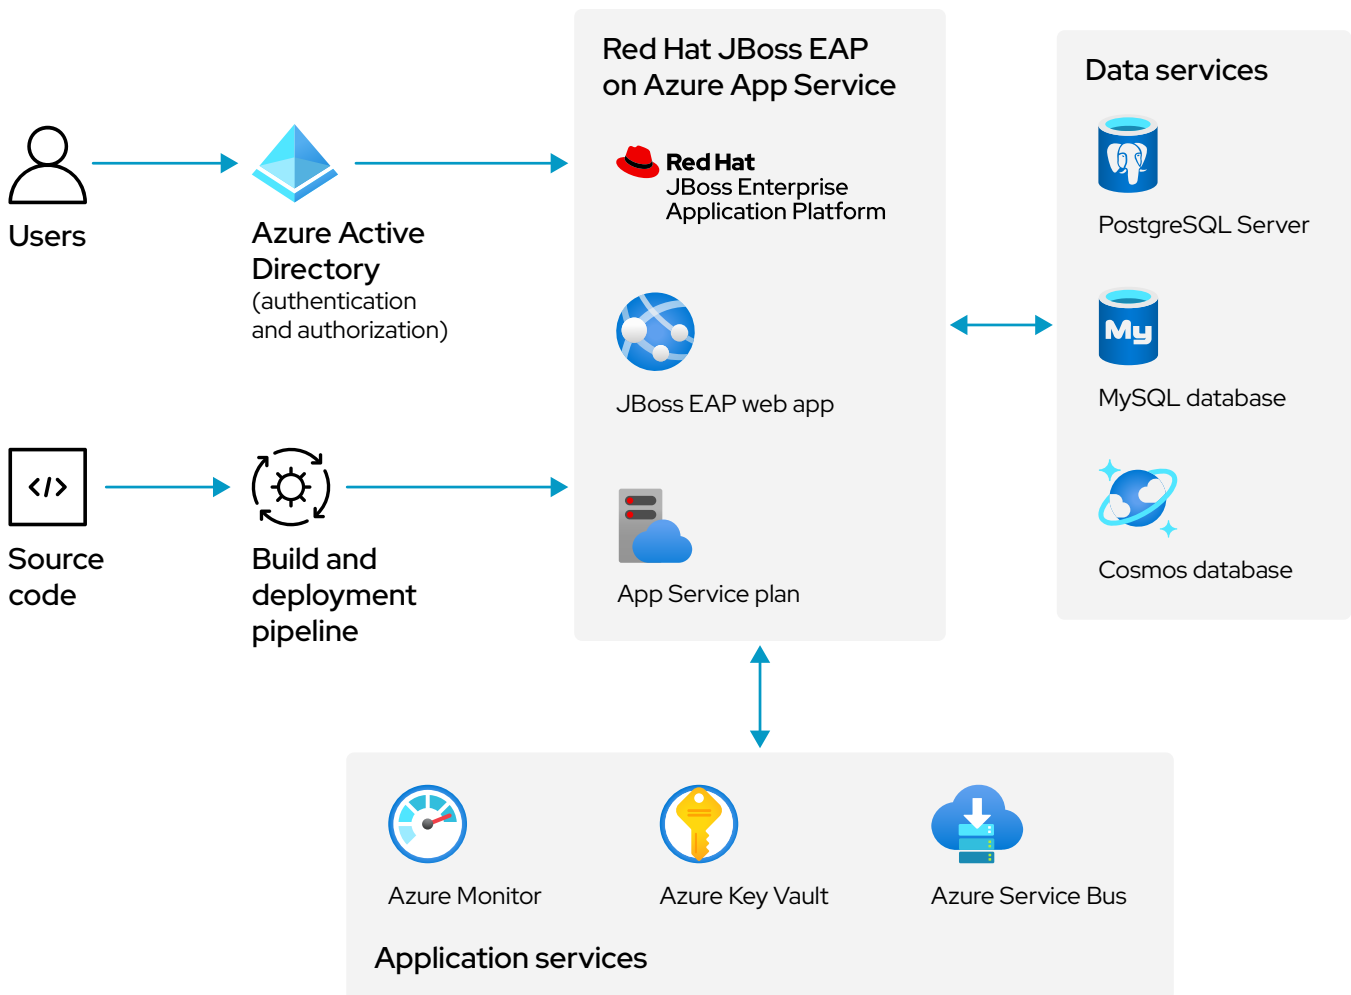 Users
Azure Active
Directory
(authentication
and authorization)
</>
Source
code
Build and
deployment
pipeline
Red Hat JBoss EAP
on Azure App Service
Red Hat
JBoss Enterprise
Application Platform
JBoss EAP web app
App Service plan
Data services
PostgreSQL Server
My
MySQL database
Cosmos database
Azure Monitor
Azure Key Vault
Azure Service Bus
Application services